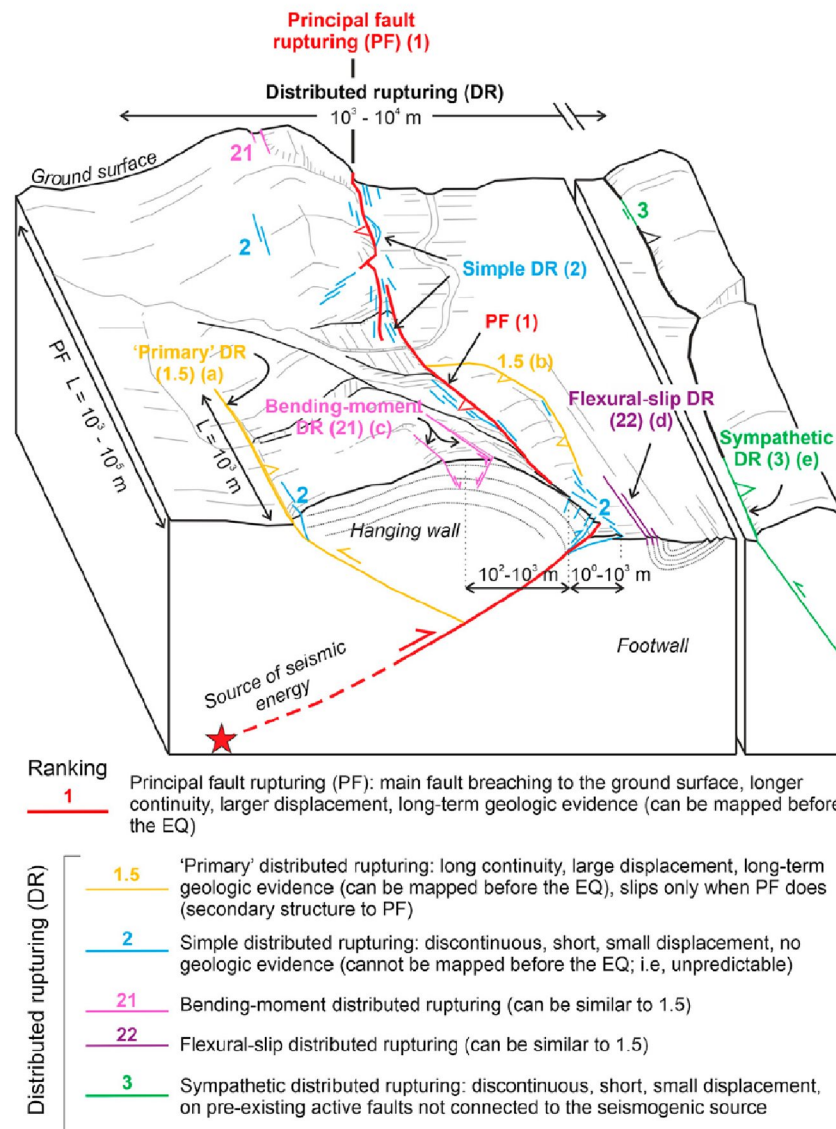 Principal fault
rupturing (PF) (1)
Distributed rupturing (DR)
10³ - 10⁴ m
Ground surface
21
3
2
Simple DR (2)
PF (1)
'Primary' DR
(1.5) (a)
1.5 (b)
PF L = 10³ - 10⁵ m
L = 10³ m
Bending-moment
DR (21) (c)
Flexural-slip DR
(22) (d)
Sympathetic
DR (3) (e)
2
2
Hanging wall
10²-10³ m
10⁰-10³ m
Footwall
Source of seismic
energy
Ranking
1
Principal fault rupturing (PF): main fault breaching to the ground surface, longer
continuity, larger displacement, long-term geologic evidence (can be mapped before
the EQ)
Distributed rupturing (DR)
1.5
'Primary' distributed rupturing: long continuity, large displacement, long-term
geologic evidence (can be mapped before the EQ), slips only when PF does
(secondary structure to PF)
2
Simple distributed rupturing: discontinuous, short, small displacement, no
geologic evidence (cannot be mapped before the EQ; i.e, unpredictable)
21
Bending-moment distributed rupturing (can be similar to 1.5)
22
Flexural-slip distributed rupturing (can be similar to 1.5)
3
Sympathetic distributed rupturing: discontinuous, short, small displacement,
on pre-existing active faults not connected to the seismogenic source